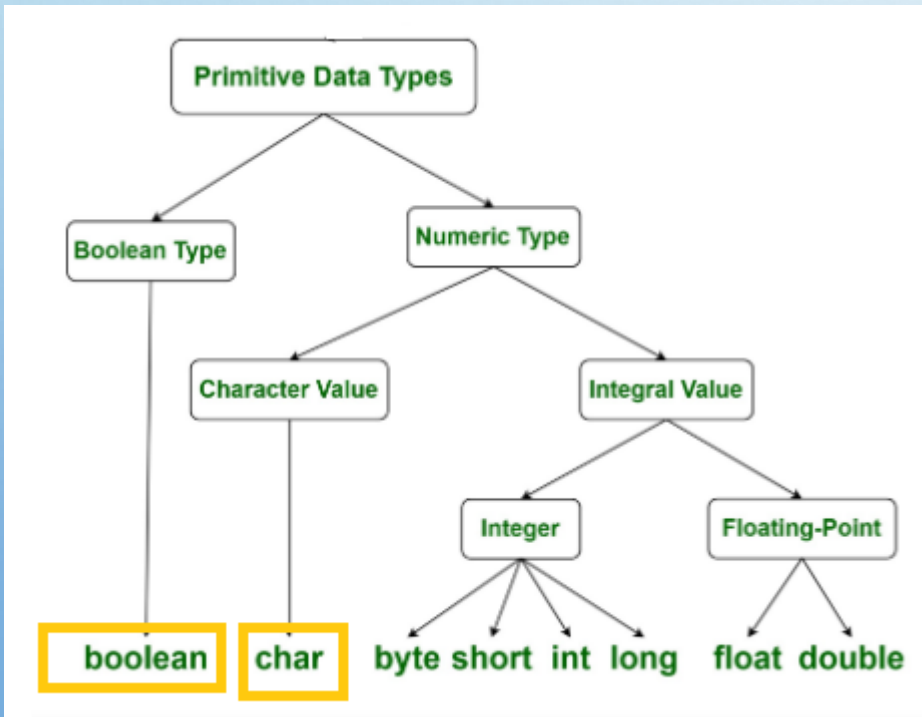 Primitive Data Types
Boolean Type
Numeric Type
Character Value
Integral Value
Integer
Floating-Point
boolean char byte short int long float double